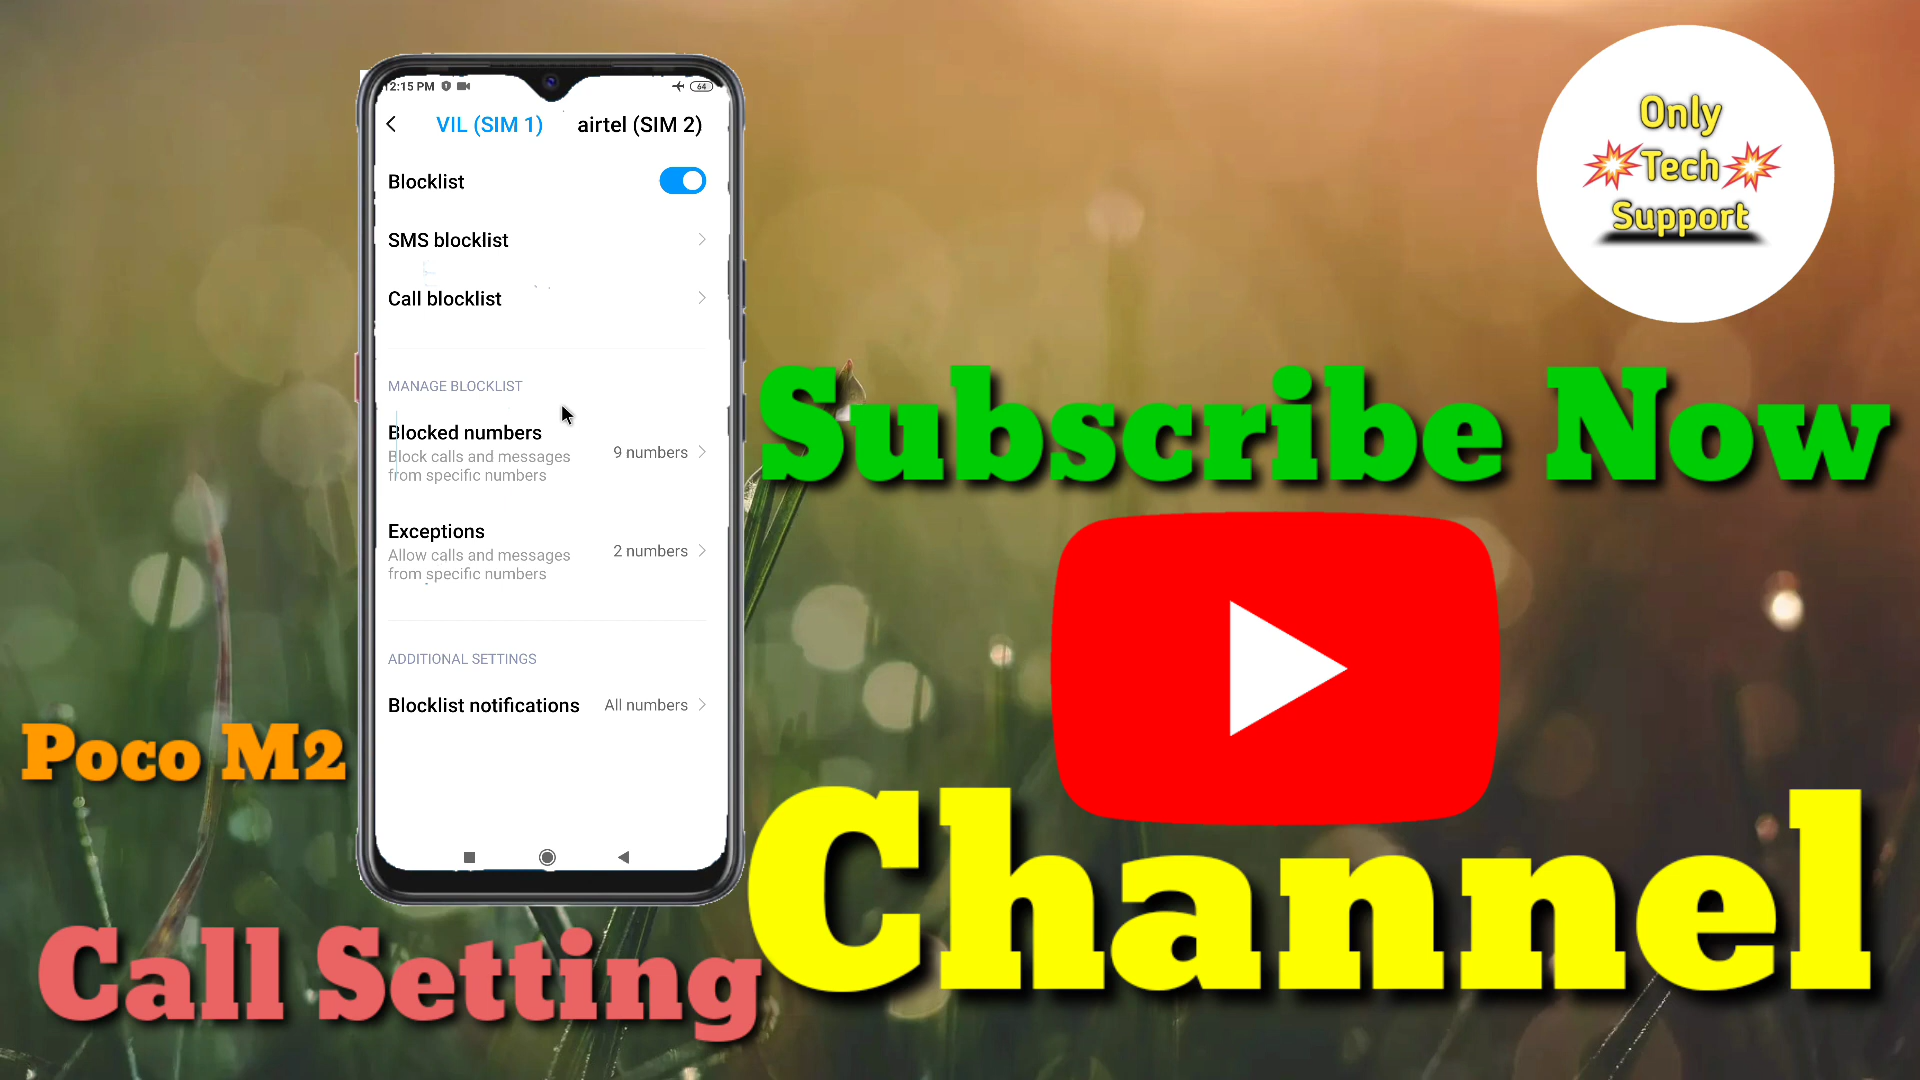 12:15 PM
64
VIL (SIM 1) airtel (SIM 2)
Blocklist
SMS blocklist
Call blocklist
MANAGE BLOCKLIST
Blocked numbers
Block calls and messages
from specific numbers
9 numbers
Exceptions
Allow calls and messages
from specific numbers
2 numbers
ADDITIONAL SETTINGS
Blocklist notifications All numbers
Only
Tech
Support
Subscribe Now
Channel
Poco M2
Call Setting